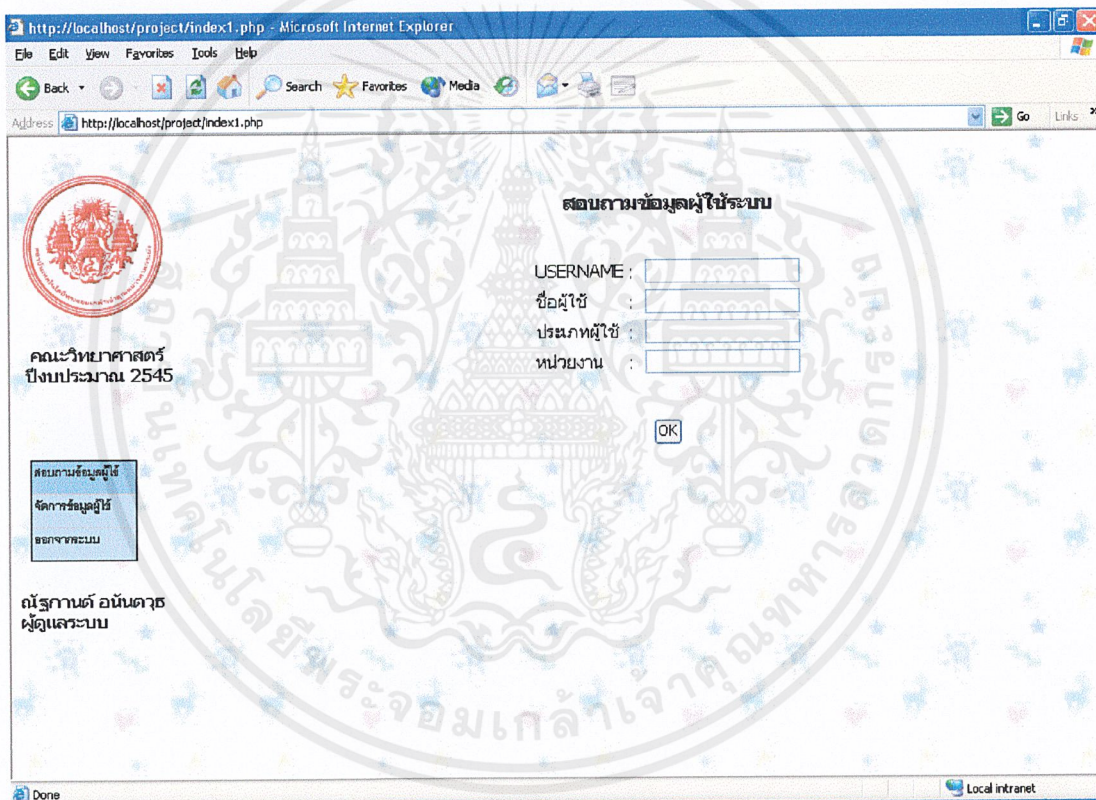 http://localhost/project/index1.php - Microsoft Internet Explorer
File Edit View Favorites Tools Help
Back Search Favorites Media
Address http://localhost/project/index1.php Go Links »
สอบถามข้อมูลผู้ใช้ระบบ
USERNAME :
ชื่อผู้ใช้ :
ประเภทผู้ใช้ :
หน่วยงาน :
OK
คณะวิทยาศาสตร์
ปีงบประมาณ 2545
สอบถามข้อมูลผู้ใช้
จัดการข้อมูลผู้ใช้
ออกจากระบบ
ณัฐกานต์ อนันตวุธ
ผู้ดูแลระบบ
Done Local intranet